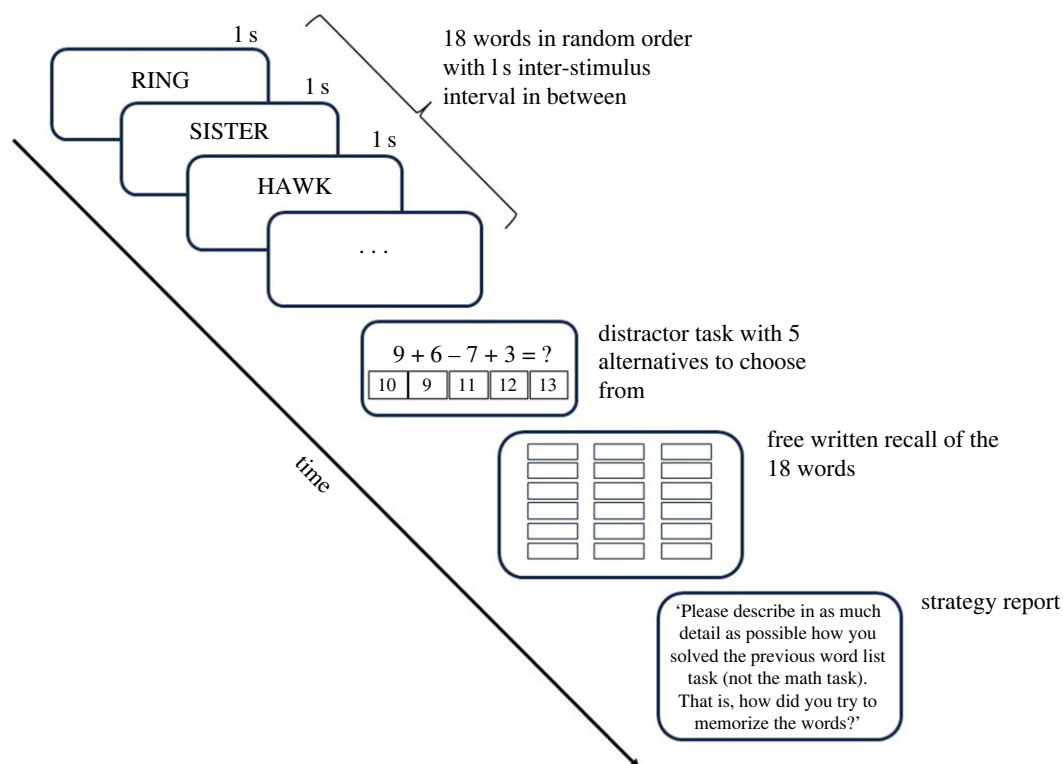 1 s
RING
1 s
SISTER
1 s
HAWK
. . .
18 words in random order
with 1 s inter-stimulus
interval in between
9 + 6 – 7 + 3 = ?
10 9 11 12 13
distractor task with 5
alternatives to choose
from
time
free written recall of the
18 words
strategy report
‘Please describe in as much
detail as possible how you
solved the previous word list
task (not the math task).
That is, how did you try to
memorize the words?’